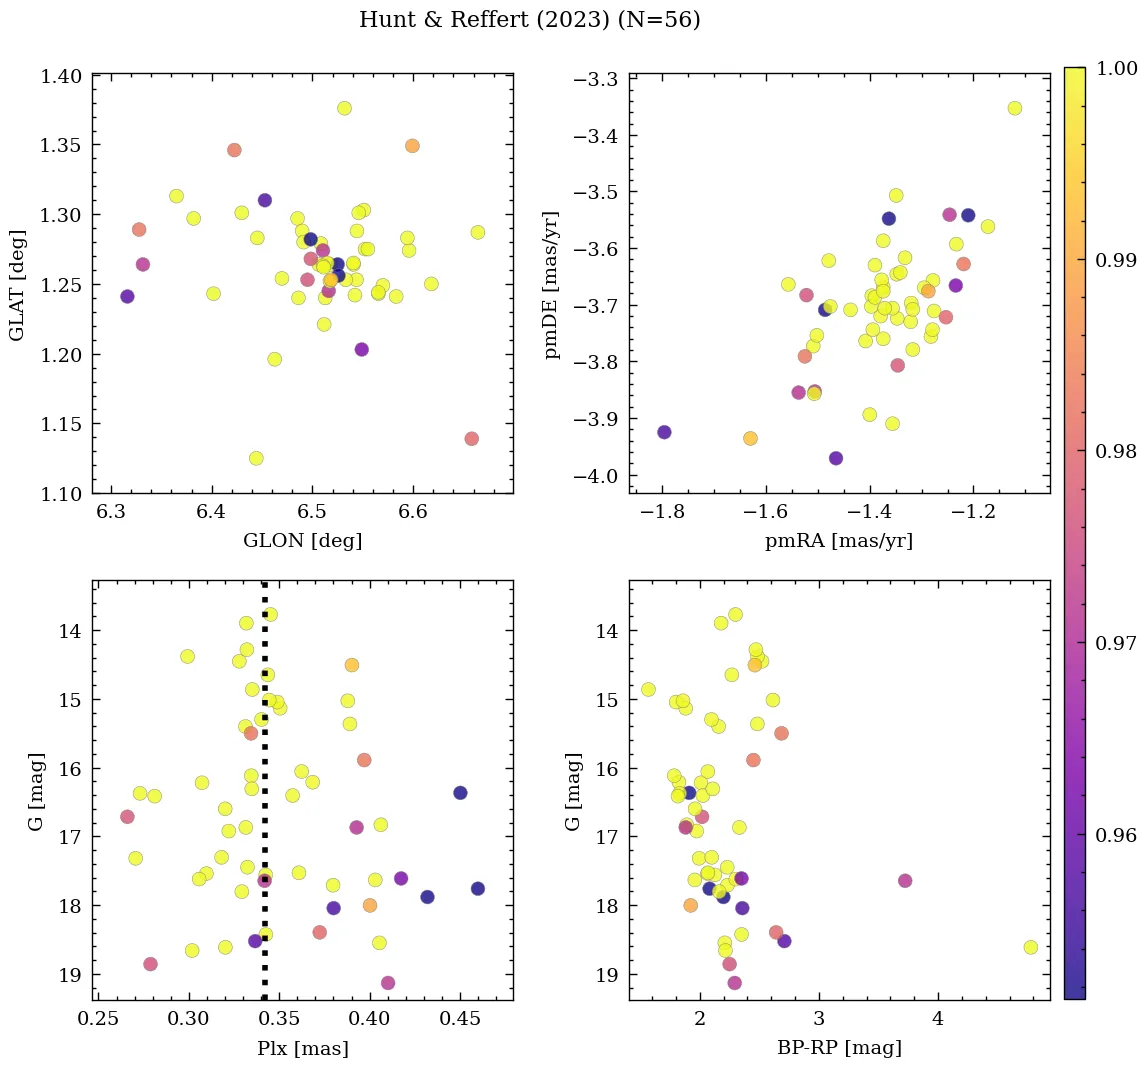 Hunt & Reffert (2023) (N=56)
1.40
1.35
1.30
1.25
1.20
1.15
1.10
GLAT [deg]
6.3 6.4 6.5 6.6
GLON [deg]
−3.3
−3.4
−3.5
−3.6
−3.7
−3.8
−3.9
−4.0
pmDE [mas/yr]
−1.8 −1.6 −1.4 −1.2
pmRA [mas/yr]
14
15
16
17
18
19
G [mag]
0.25 0.30 0.35 0.40 0.45
Plx [mas]
14
15
16
17
18
19
G [mag]
2 3 4
BP-RP [mag]
1.00
0.99
0.98
0.97
0.96